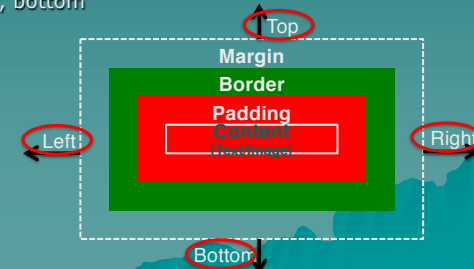 , bottom
Top
Margin
Border
Padding
Content
(Text/Image)
Left
Right
Bottom